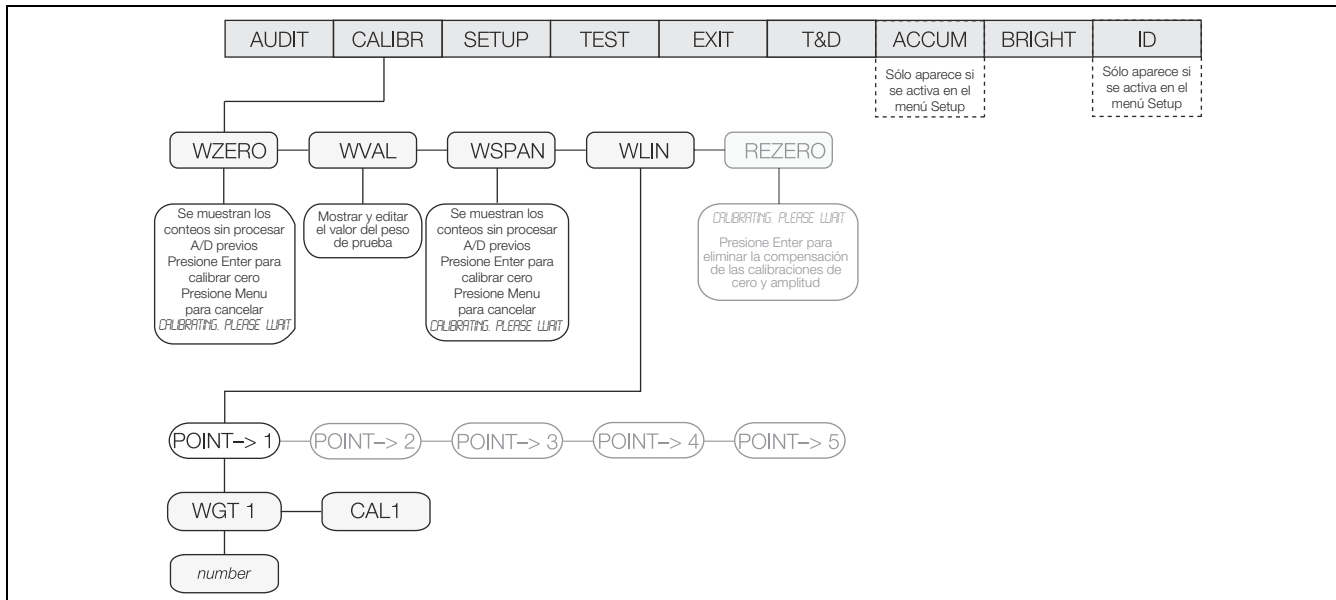 AUDIT CALIBR SETUP TEST EXIT T&D ACCUM BRIGHT ID
Sólo aparece si
se activa en el
menú Setup
Sólo aparece si
se activa en el
menú Setup
WZERO WVAL WSPAN WLIN REZERO
Se muestran los
conteos sin procesar
A/D previos
Presione Enter para
calibrar cero
Presione Menu
para cancelar
CALIBRATING. PLEASE WAIT
Mostrar y editar
el valor del peso
de prueba
Se muestran los
conteos sin procesar
A/D previos
Presione Enter para
calibrar cero
Presione Menu
para cancelar
CALIBRATING. PLEASE WAIT
CALIBRATING. PLEASE WAIT
Presione Enter para
eliminar la compensación
de las calibraciones de
cero y amplitud
POINT–> 1 POINT–> 2 POINT–> 3 POINT–> 4 POINT–> 5
WGT 1 CAL1
number